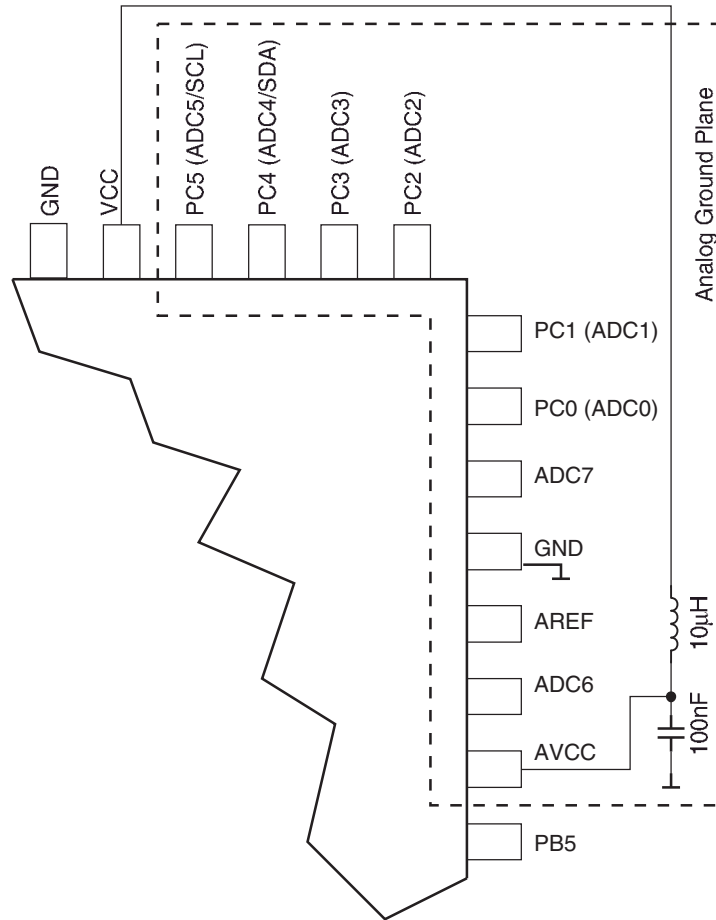 GND
VCC
PC5 (ADC5/SCL)
PC4 (ADC4/SDA)
PC3 (ADC3)
PC2 (ADC2)
Analog Ground Plane
PC1 (ADC1)
PC0 (ADC0)
ADC7
GND
AREF
ADC6
AVCC
PB5
10μH
100nF